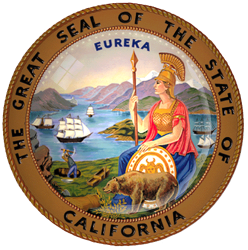 THE GREAT SEAL OF THE STATE OF CALIFORNIA
EUREKA